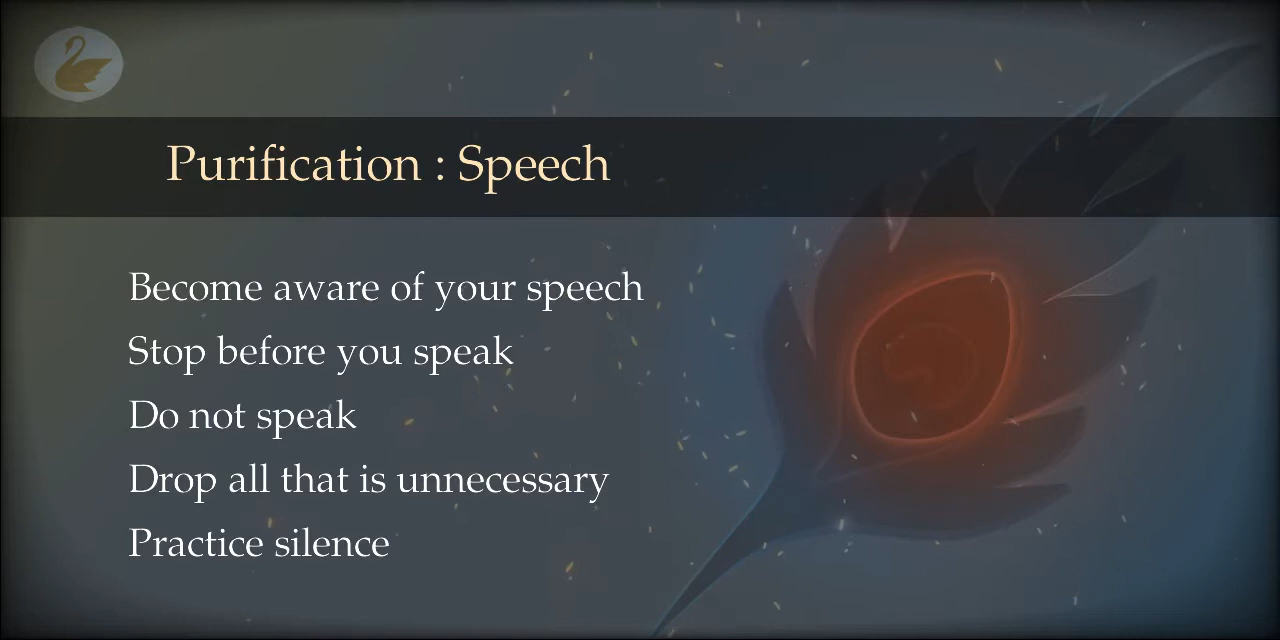 Purification : Speech
Become aware of your speech
Stop before you speak
Do not speak
Drop all that is unnecessary
Practice silence